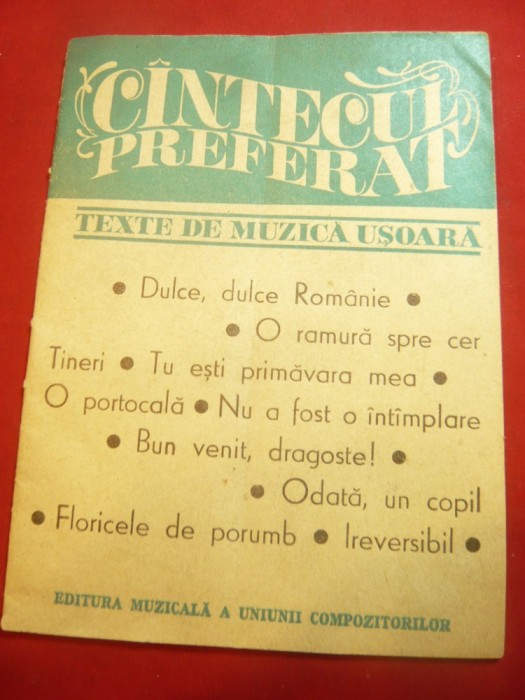 CÎNTECUL
PREFERAT
TEXTE DE MUZICĂ UȘOARĂ
• Dulce, dulce Românie •
• O ramură spre cer
Tineri • Tu ești primăvara mea •
O portocală • Nu a fost o întîmplare
• Bun venit, dragoste! •
• Odată, un copil
• Floricele de porumb • Ireversibil •
EDITURA MUZICALĂ A UNIUNII COMPOZITORILOR